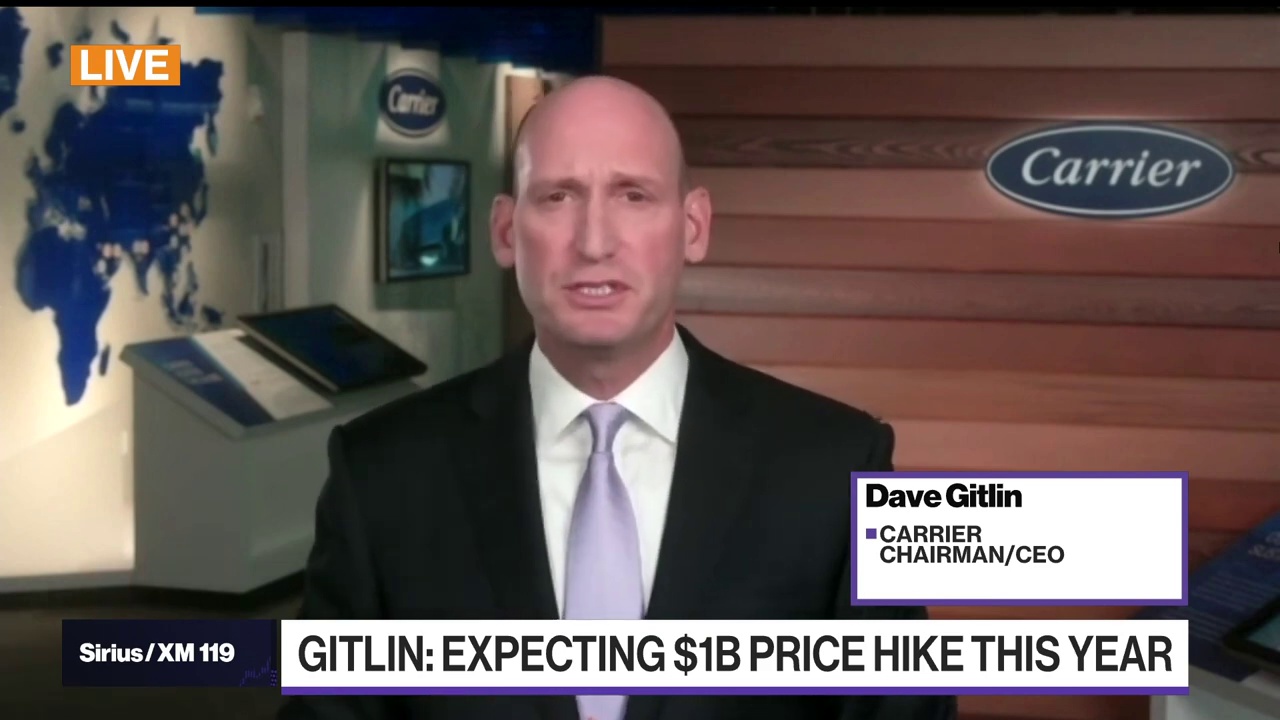 LIVE
Carrier
Carrier
Dave Gitlin
CARRIER
CHAIRMAN/CEO
Sirius/XM 119
GITLIN: EXPECTING $1B PRICE HIKE THIS YEAR